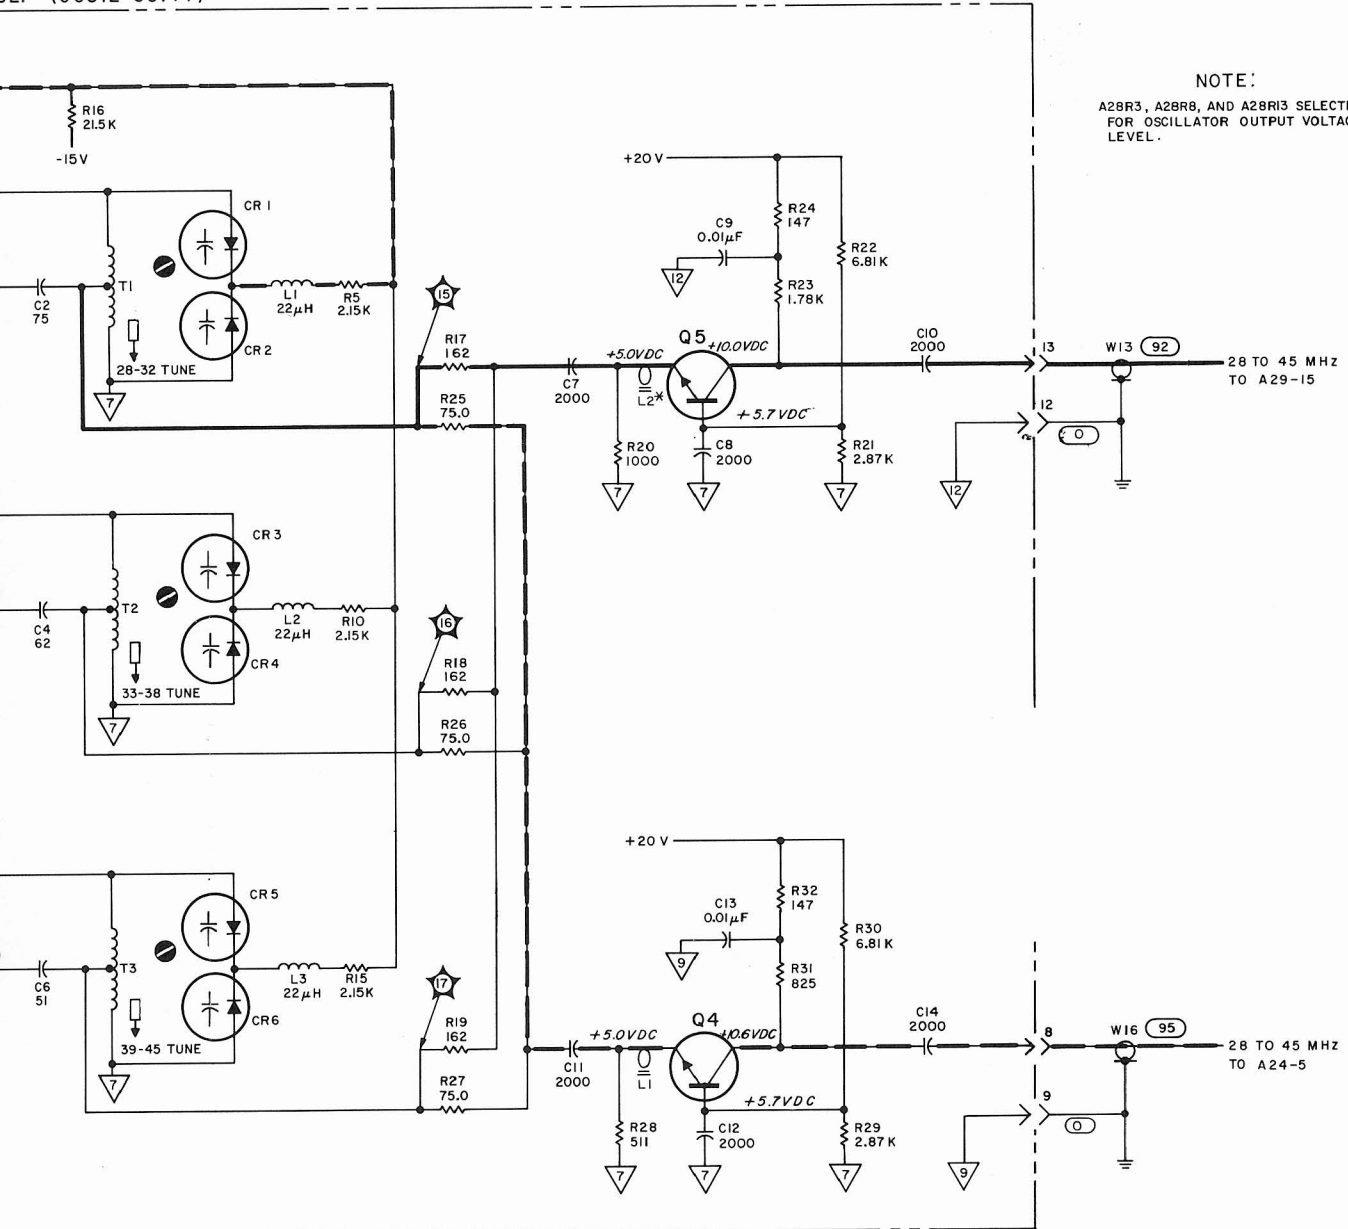 NOTE:
A28R3, A28R8, AND A28R13
FOR OSCILLATOR OUTPUT
LEVEL.
R16
21.5K
-15V
+20V
CR1
C2
75
T1
L1
22µH
R5
2.15K
CR2
28-32 TUNE
7
15
R17
162
R25
75.0
C9
0.01µF
12
R24
147
R23
1.78K
R22
6.81K
Q5
+5.0VDC
+10.0VDC
C7
2000
L2*
+5.7VDC
R20
1000
7
C8
2000
7
R21
2.87K
7
C10
2000
13
W13
92
28 TO 45 MHz
TO A29-15
12
0
12
CR3
C4
62
T2
L2
22µH
R10
2.15K
CR4
33-38 TUNE
7
16
R18
162
R26
75.0
CR5
C6
51
T3
L3
22µH
R15
2.15K
CR6
39-45 TUNE
7
17
R19
162
R27
75.0
+20V
C13
0.01µF
9
R32
147
R31
825
R30
6.81K
Q4
+5.0VDC
+10.6VDC
C11
2000
L1
+5.7VDC
R28
511
7
C12
2000
7
R29
2.87K
7
C14
2000
8
W16
95
28 TO 45 MHz
TO A24-5
9
0
9